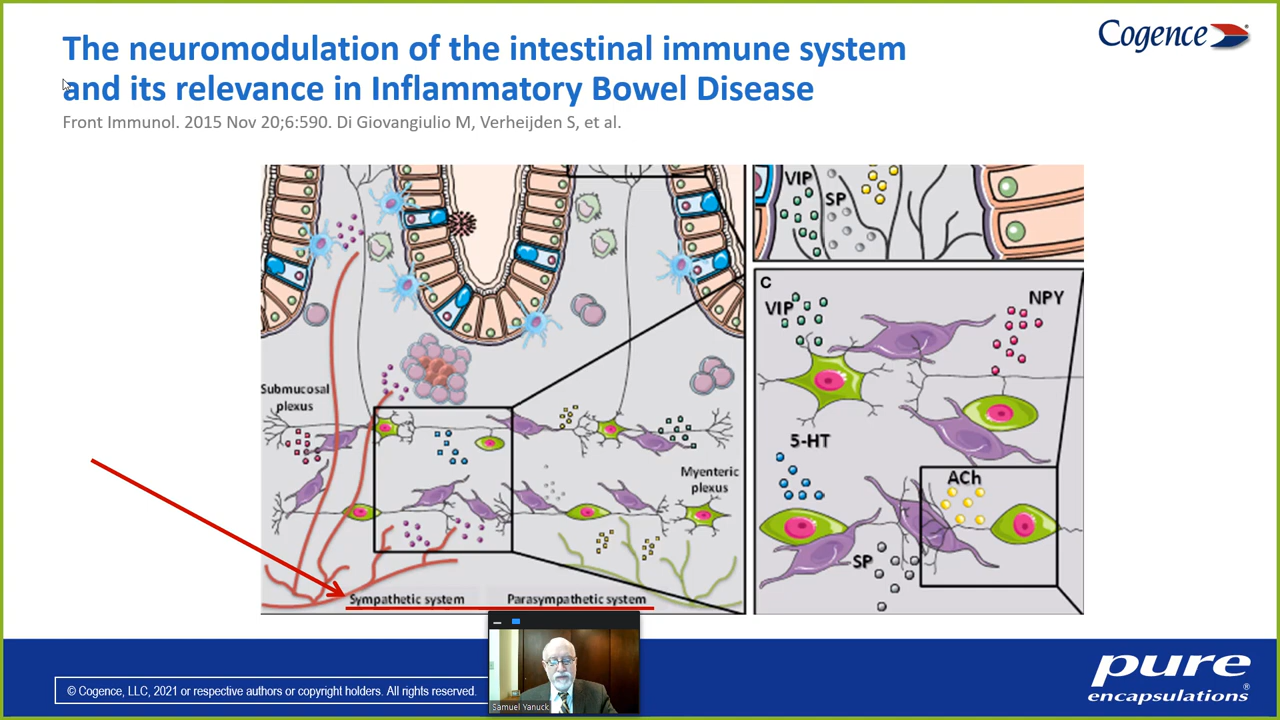 The neuromodulation of the intestinal immune system
and its relevance in Inflammatory Bowel Disease
Front Immunol. 2015 Nov 20;6:590. Di Giovangiulio M, Verheijden S, et al.
Cogence
VIP
SP
C
VIP
NPY
Submucosal
plexus
5-HT
Myenteric
plexus
ACh
SP
Sympathetic system
Parasympathetic system
© Cogence, LLC, 2021 or respective authors or copyright holders. All rights reserved.
Samuel Yanuck
pure
encapsulations®